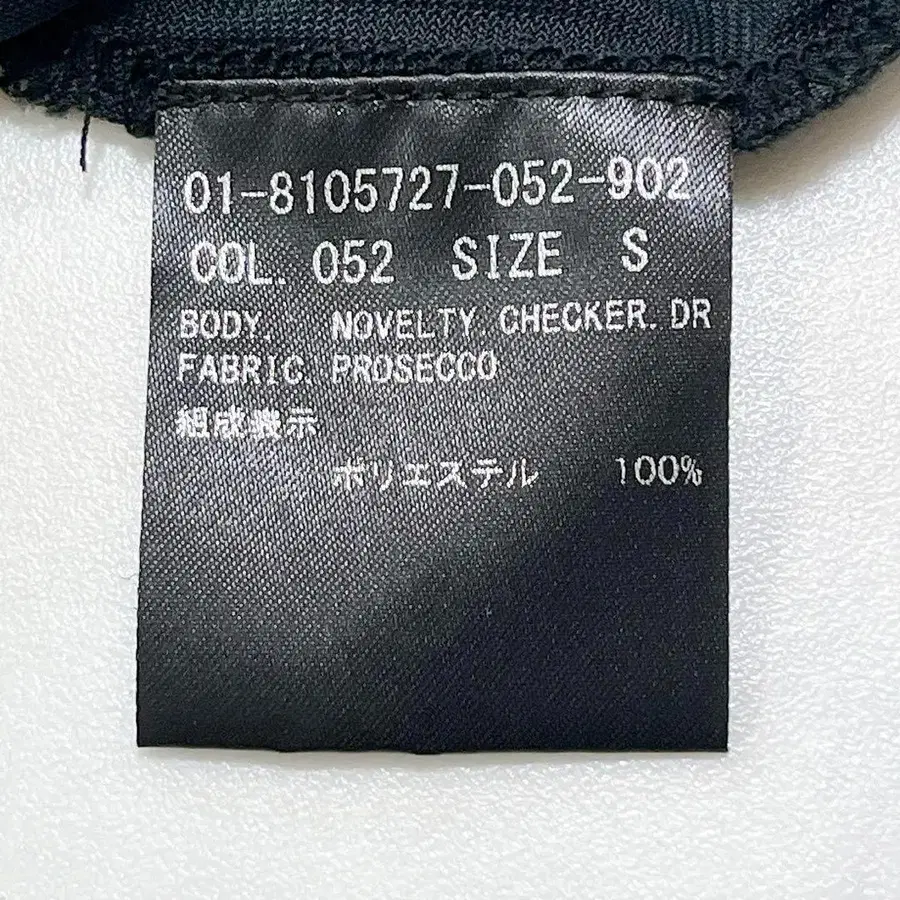 01-8105727-052-902
COL. 052 SIZE S
BODY. NOVELTY.CHECKER.DR
FABRIC. PROSECCO
組成表示
ポリエステル 100%